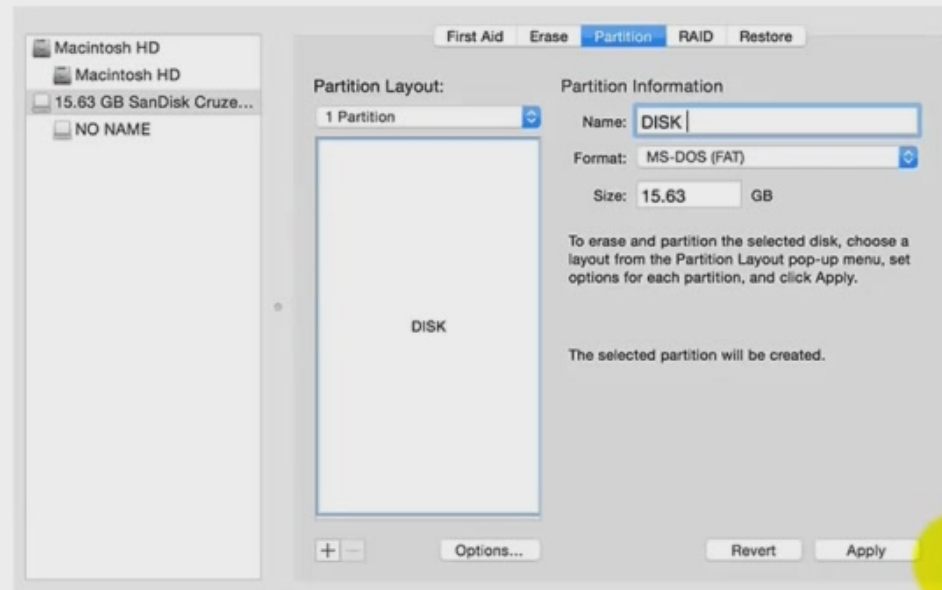 First Aid Erase Partition RAID Restore
Macintosh HD
Macintosh HD
15.63 GB SanDisk Cruze...
NO NAME
Partition Layout:
1 Partition
DISK
+ −
Options...
Partition Information
Name: DISK
Format: MS-DOS (FAT)
Size: 15.63 GB
To erase and partition the selected disk, choose a
layout from the Partition Layout pop-up menu, set
options for each partition, and click Apply.
The selected partition will be created.
Revert Apply